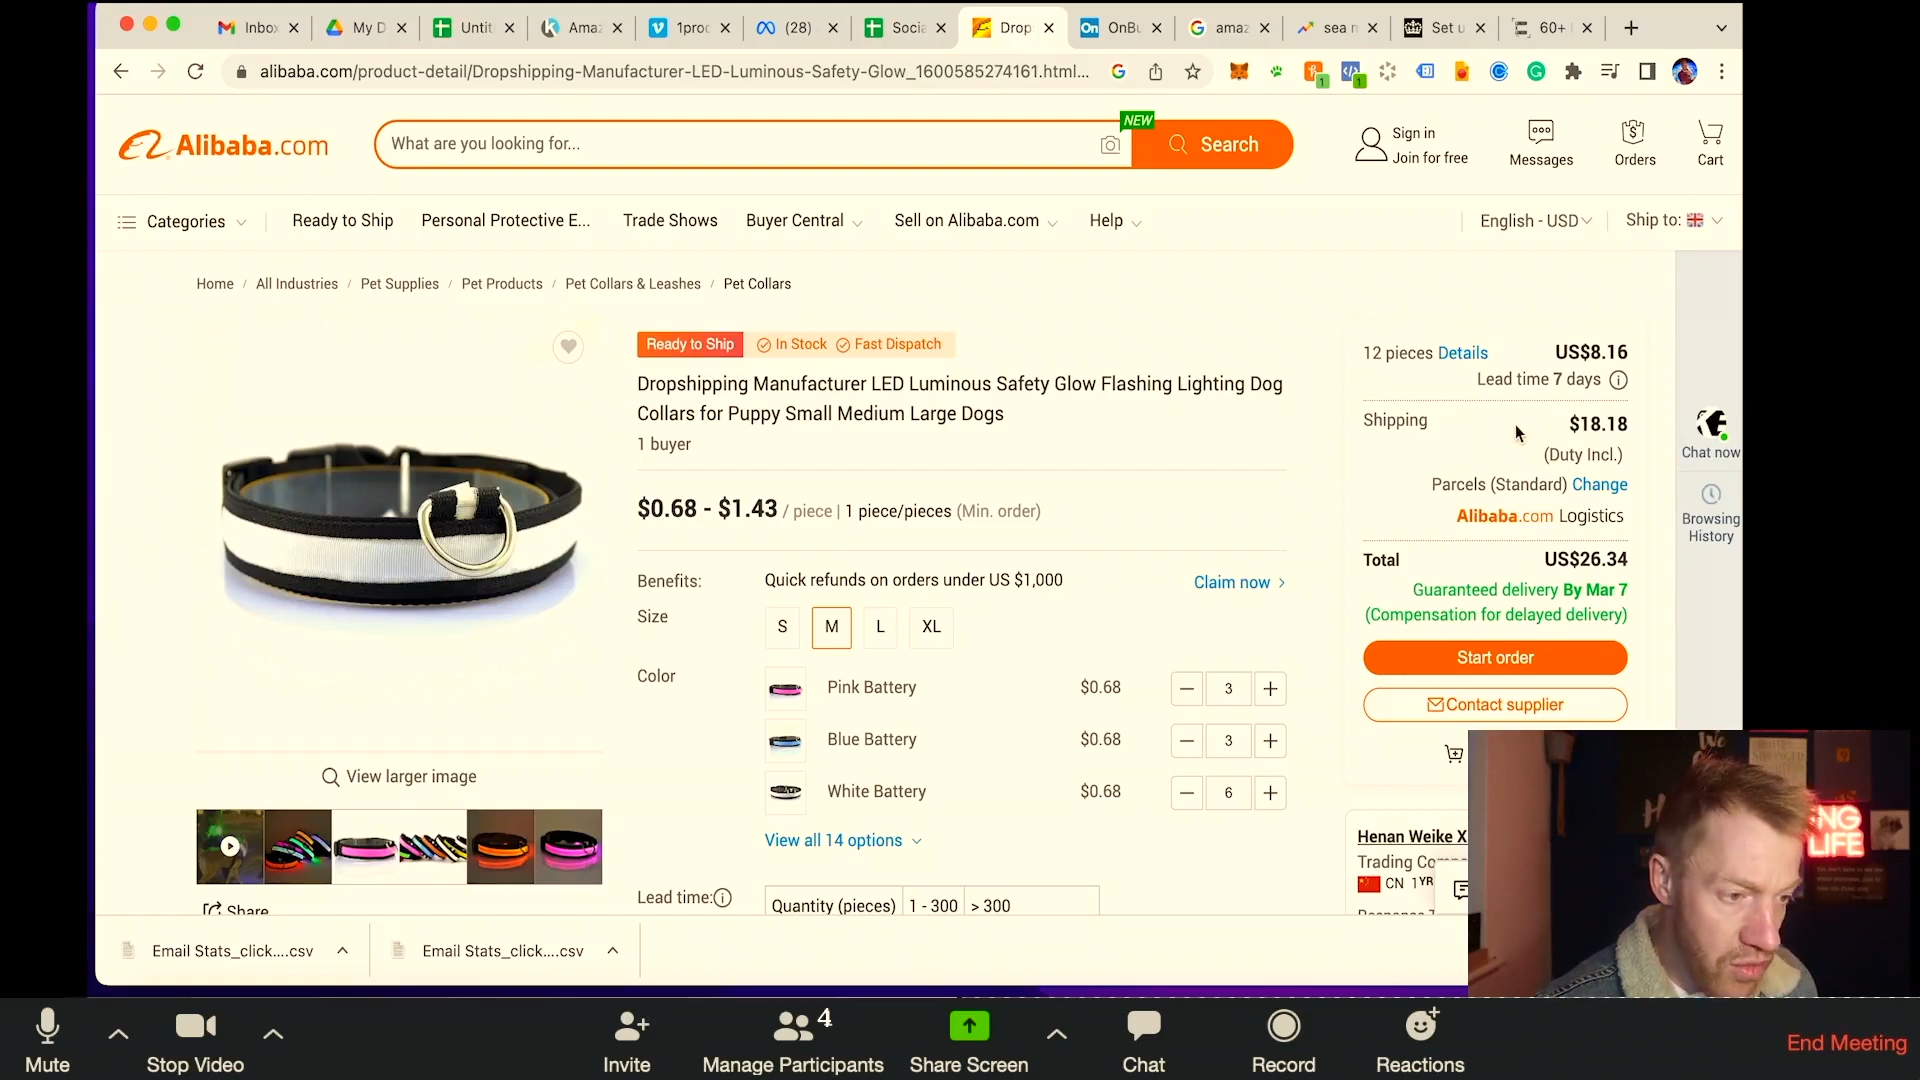 Inbo
My D
Untit
Ama
1proc
(28)
Socia
Drop
OnBu
amaz
sea n
Set u
60+
alibaba.com/product-detail/Dropshipping-Manufacturer-LED-Luminous-Safety-Glow_1600585274161.html...
1
1
Alibaba.com
What are you looking for...
NEW
Search
Sign in
Join for free
Messages
Orders
Cart
Categories
Ready to Ship
Personal Protective E...
Trade Shows
Buyer Central
Sell on Alibaba.com
Help
English - USD
Ship to:
Home / All Industries / Pet Supplies / Pet Products / Pet Collars & Leashes / Pet Collars
Ready to Ship
In Stock
Fast Dispatch
Dropshipping Manufacturer LED Luminous Safety Glow Flashing Lighting Dog
Collars for Puppy Small Medium Large Dogs
1 buyer
$0.68 - $1.43 / piece | 1 piece/pieces (Min. order)
Benefits:
Quick refunds on orders under US $1,000
Claim now
Size
S
M
L
XL
Color
Pink Battery
$0.68
3
Blue Battery
$0.68
3
White Battery
$0.68
6
View all 14 options
Lead time:
Quantity (pieces)
1 - 300
> 300
View larger image
Share
12 pieces Details
US$8.16
Lead time 7 days
Shipping
$18.18
(Duty Incl.)
Parcels (Standard) Change
Alibaba.com Logistics
Total
US$26.34
Guaranteed delivery By Mar 7
(Compensation for delayed delivery)
Start order
Contact supplier
Henan Weike X
Trading Com
CN 1YR
Chat now
Browsing
History
We
NG
LIFE
Email Stats_click....csv
Email Stats_click....csv
Mute
Stop Video
Invite
4
Manage Participants
Share Screen
Chat
Record
Reactions
End Meeting